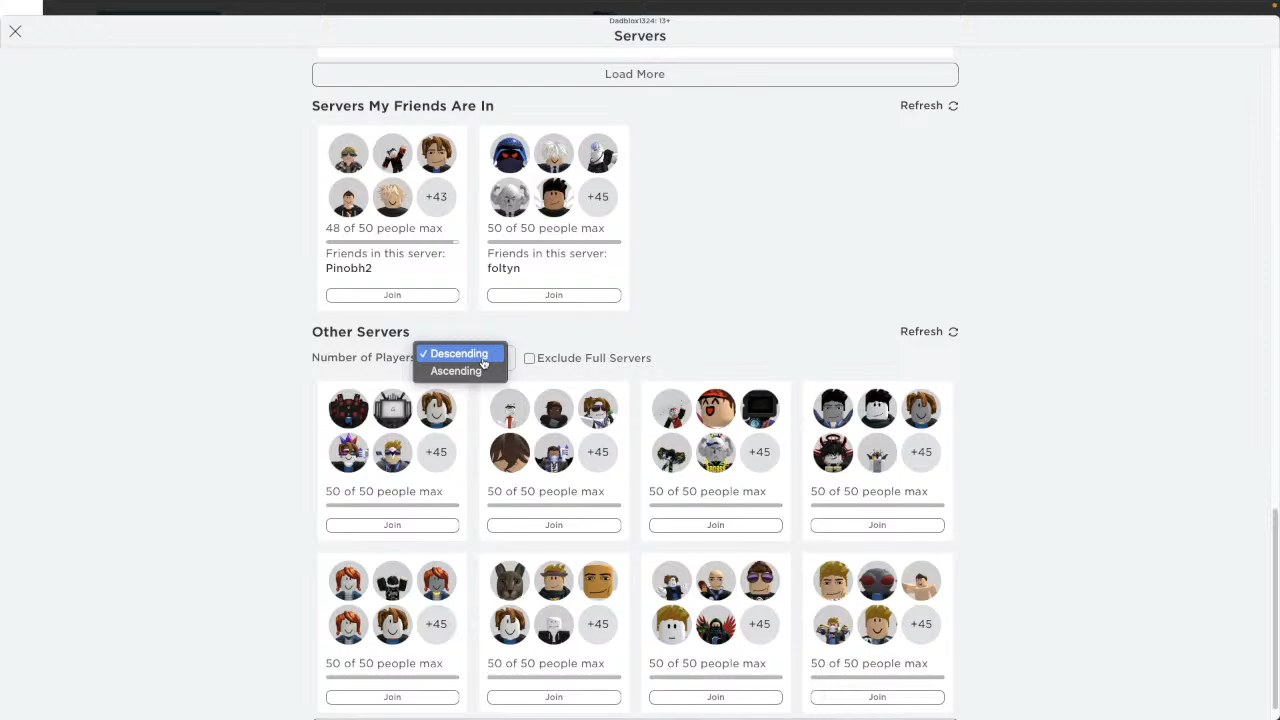 Dadblox1324: 13+
Servers
Load More
Servers My Friends Are In
Refresh
+43
+45
48 of 50 people max
50 of 50 people max
Friends in this server:
Pinobh2
Friends in this server:
foltyn
Join
Join
Other Servers
Refresh
Number of Players
✓ Descending
Ascending
Exclude Full Servers
+45
+45
+45
+45
50 of 50 people max
50 of 50 people max
50 of 50 people max
50 of 50 people max
Join
Join
Join
Join
+45
+45
+45
+45
50 of 50 people max
50 of 50 people max
50 of 50 people max
50 of 50 people max
Join
Join
Join
Join